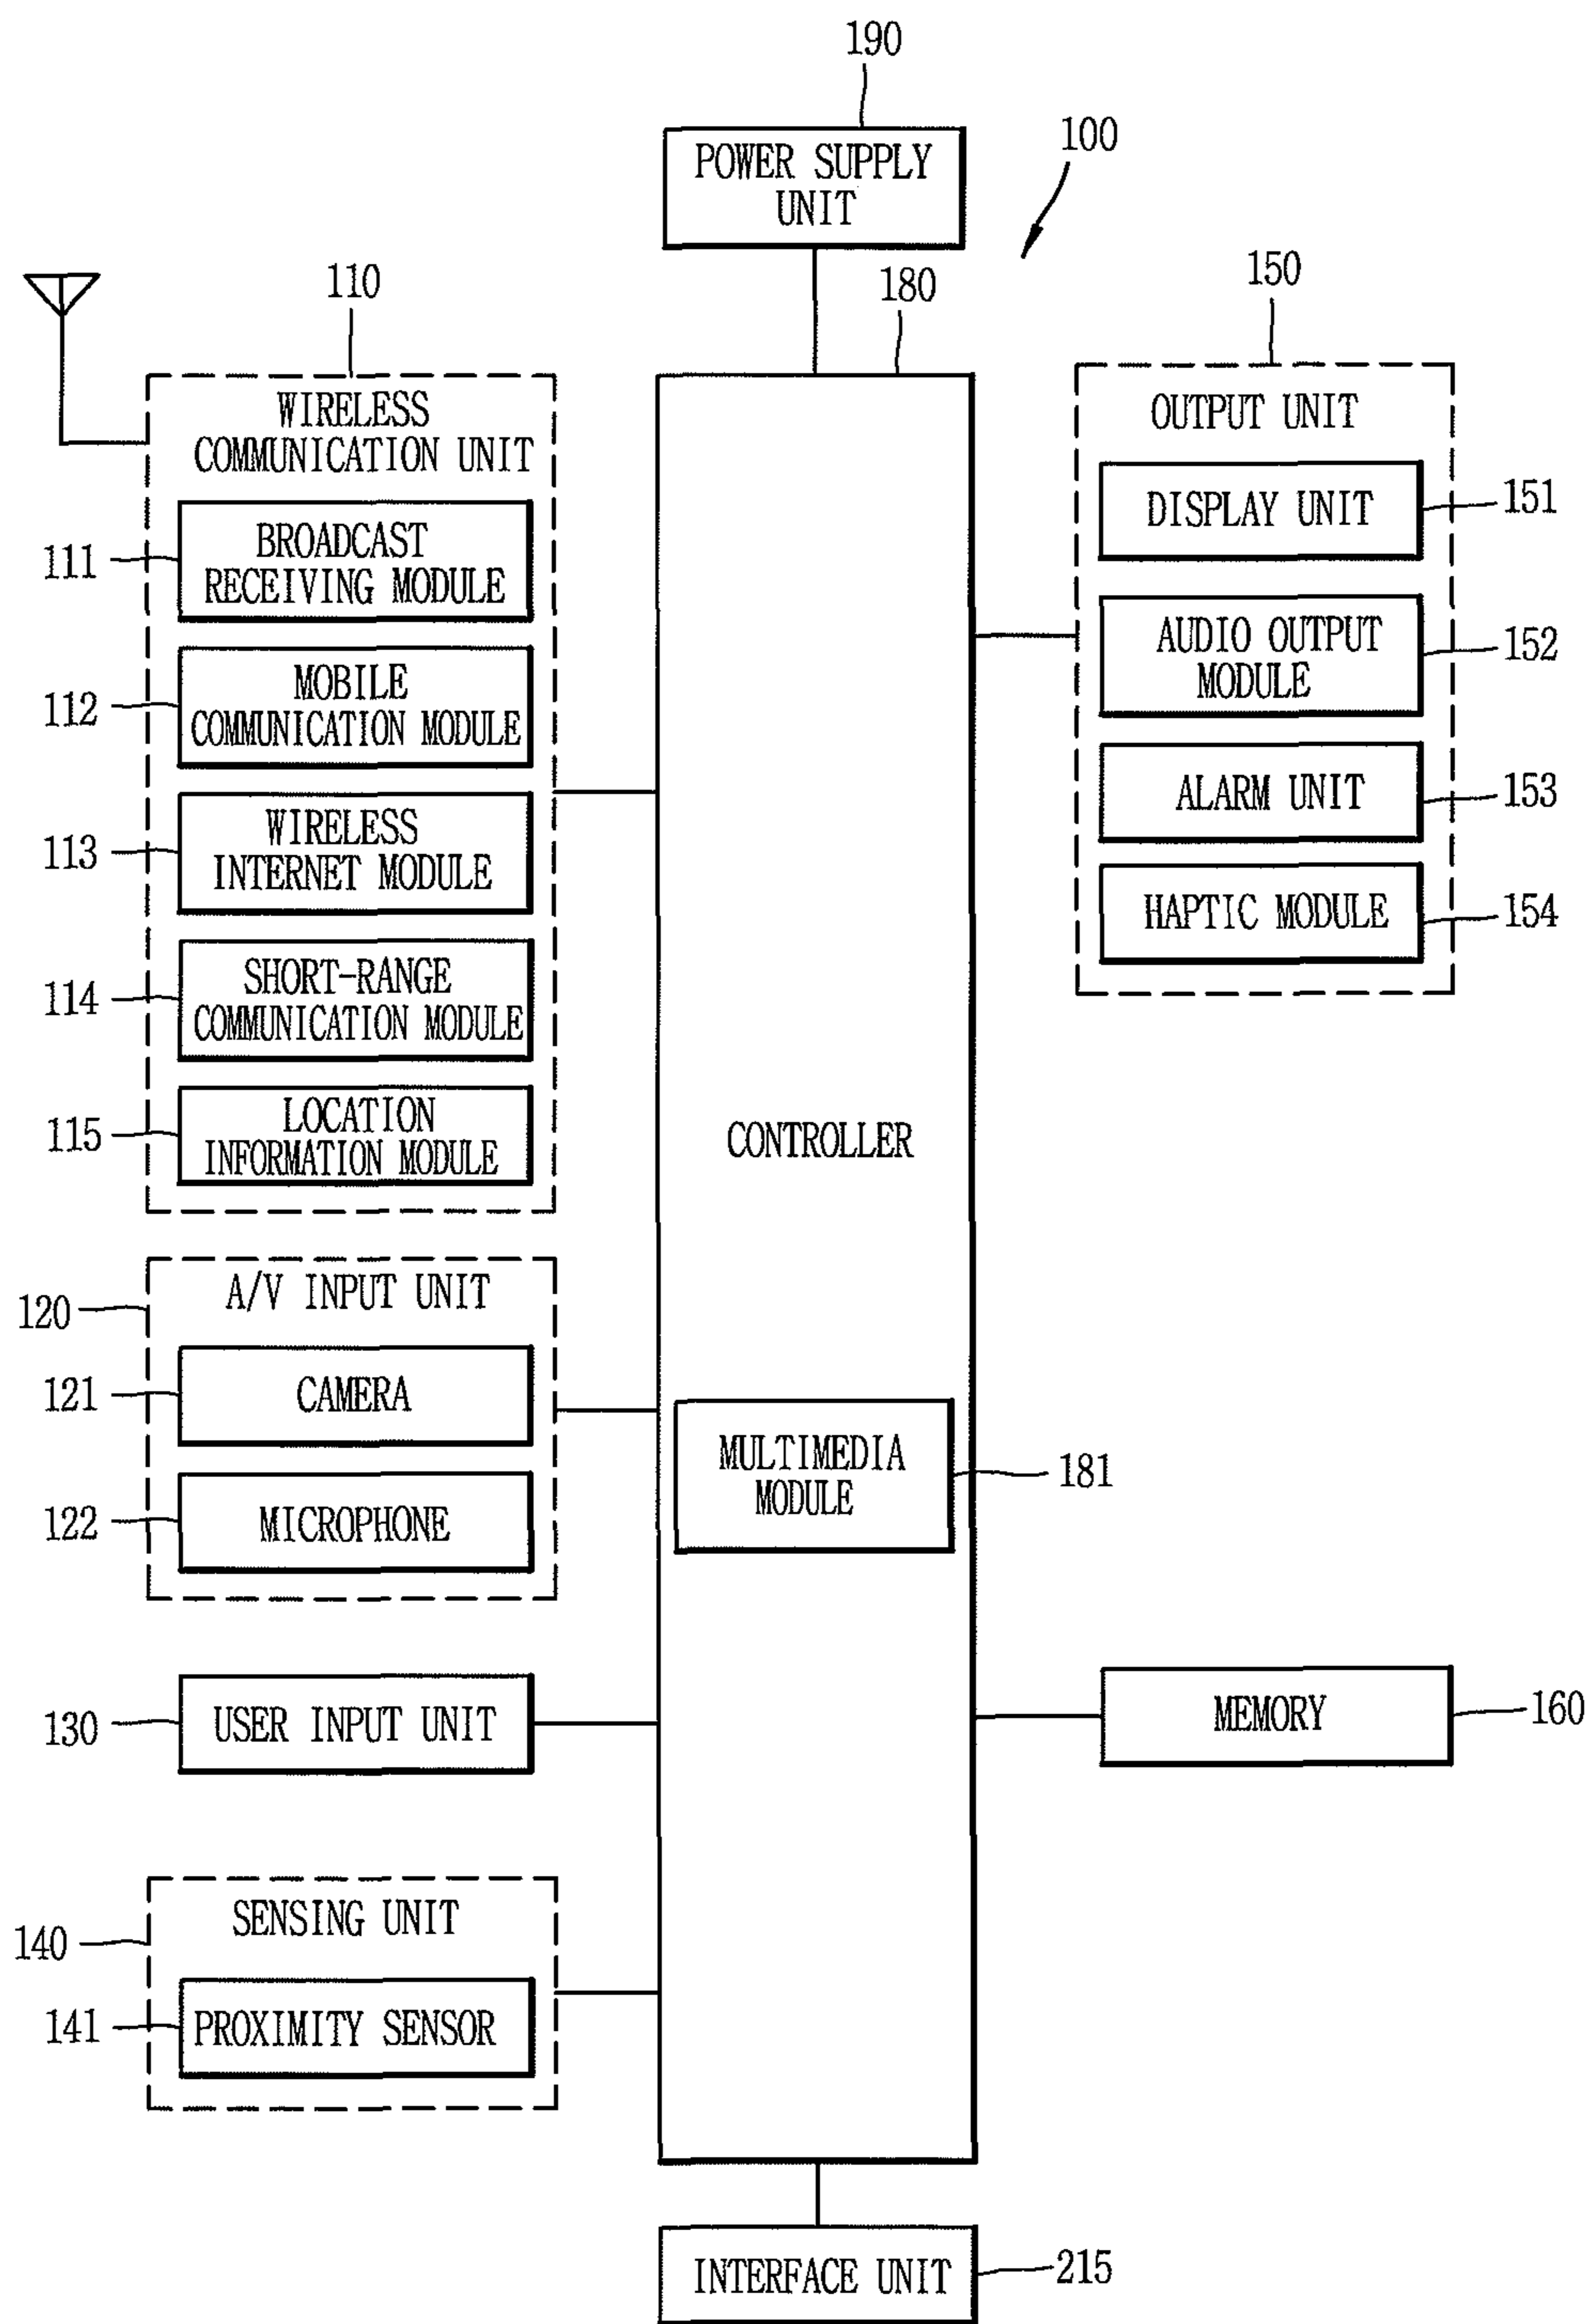 190
POWER SUPPLY
UNIT
100
110
180
150
WIRELESS
COMMUNICATION UNIT
111
BROADCAST
RECEIVING MODULE
112
MOBILE
COMMUNICATION MODULE
113
WIRELESS
INTERNET MODULE
114
SHORT-RANGE
COMMUNICATION MODULE
115
LOCATION
INFORMATION MODULE
120
A/V INPUT UNIT
121
CAMERA
122
MICROPHONE
130
USER INPUT UNIT
140
SENSING UNIT
141
PROXIMITY SENSOR
CONTROLLER
MULTIMEDIA
MODULE
181
OUTPUT UNIT
DISPLAY UNIT
151
AUDIO OUTPUT
MODULE
152
ALARM UNIT
153
HAPTIC MODULE
154
MEMORY
160
INTERFACE UNIT
215